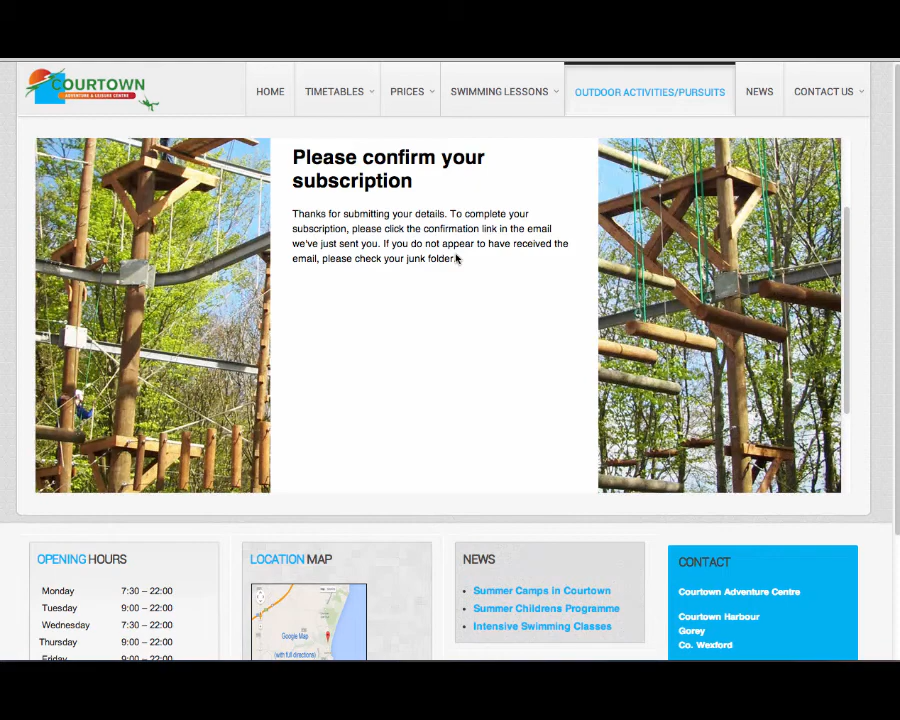 COURTOWN
ADVENTURE & LEISURE CENTRE
HOME
TIMETABLES
PRICES
SWIMMING LESSONS
OUTDOOR ACTIVITIES/PURSUITS
NEWS
CONTACT US
Please confirm your
subscription
Thanks for submitting your details. To complete your
subscription, please click the confirmation link in the email
we've just sent you. If you do not appear to have received the
email, please check your junk folder.
OPENING HOURS
Monday 7:30 – 22:00
Tuesday 9:00 – 22:00
Wednesday 7:30 – 22:00
Thursday 9:00 – 22:00
Friday 9:00 – 22:00
LOCATION MAP
Google Map
(with full directions)
NEWS
• Summer Camps in Courtown
• Summer Childrens Programme
• Intensive Swimming Classes
CONTACT
Courtown Adventure Centre
Courtown Harbour
Gorey
Co. Wexford